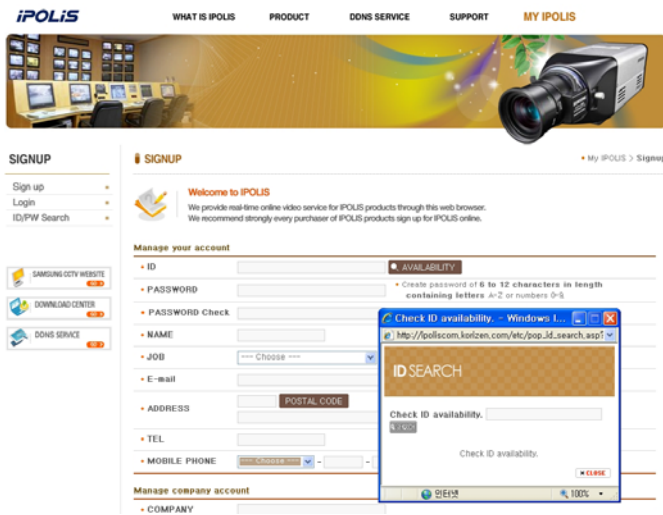 iPOLiS
WHAT IS IPOLIS PRODUCT DDNS SERVICE SUPPORT MY IPOLIS
SIGNUP
Sign up
Login
ID/PW Search
SAMSUNG CCTV WEBSITE
GO
DOWNLOAD CENTER
GO
DDNS SERVICE
GO
SIGNUP
My IPOLIS > Signup
Welcome to IPOLIS
We provide real-time online video service for IPOLIS products through this web browser.
We recommend strongly every purchaser of IPOLIS products sign up for IPOLIS online.
Manage your account
ID AVAILABILITY
PASSWORD
Create password of 6 to 12 characters in length
containing letters A~Z or numbers 0~9
PASSWORD Check
NAME
JOB --- Choose ---
E-mail
ADDRESS POSTAL CODE
TEL
MOBILE PHONE --- Choose --- - -
Manage company account
COMPANY
Check ID availability. - Windows I...
http://ipoliscom.korizen.com/etc/pop_id_search.asp?
ID SEARCH
Check ID availability.
Check ID availability.
CLOSE
인터넷 100%